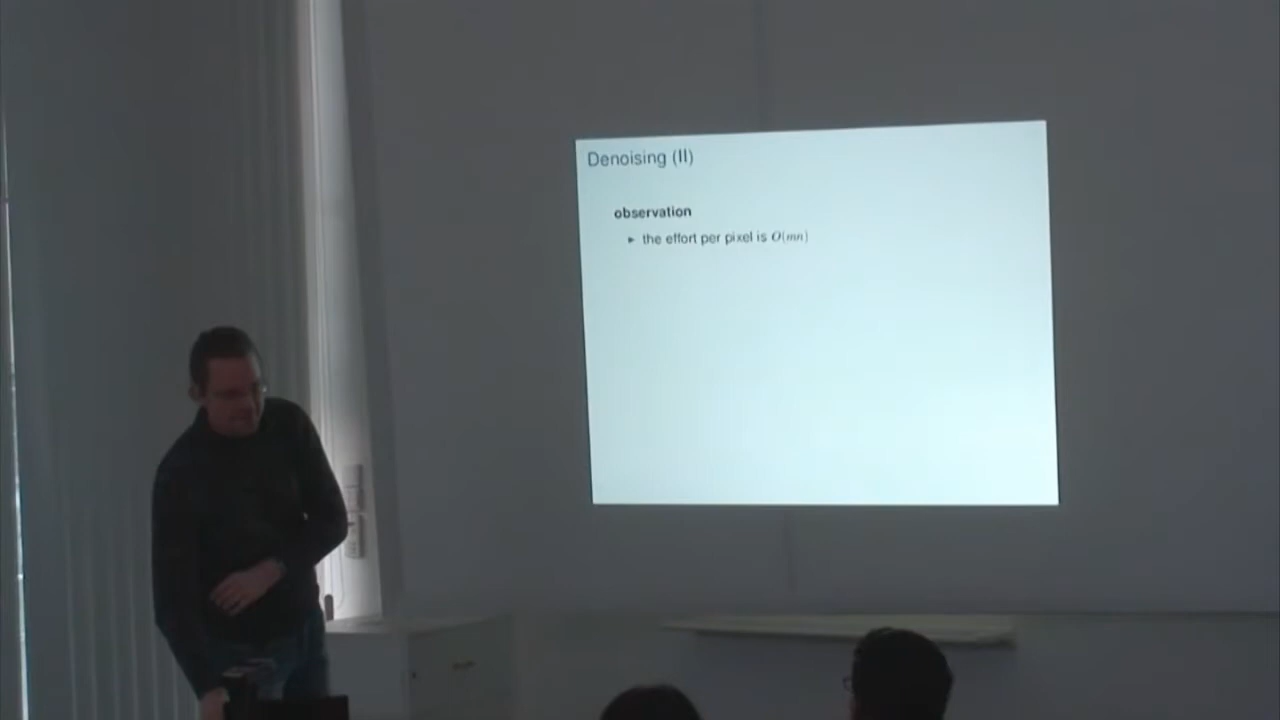 Denoising (II)
observation
▸ the effort per pixel is O(mn)